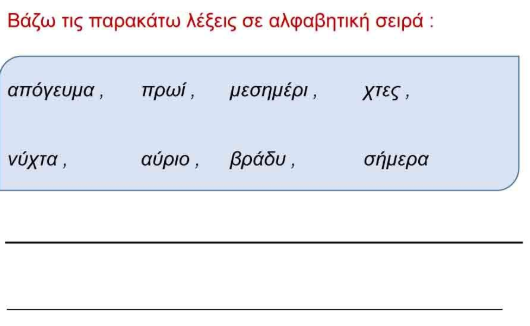 Βάζω τις παρακάτω λέξεις σε αλφαβητική σειρά :
απόγευμα , πρωί , μεσημέρι , χτες ,
νύχτα , αύριο , βράδυ , σήμερα